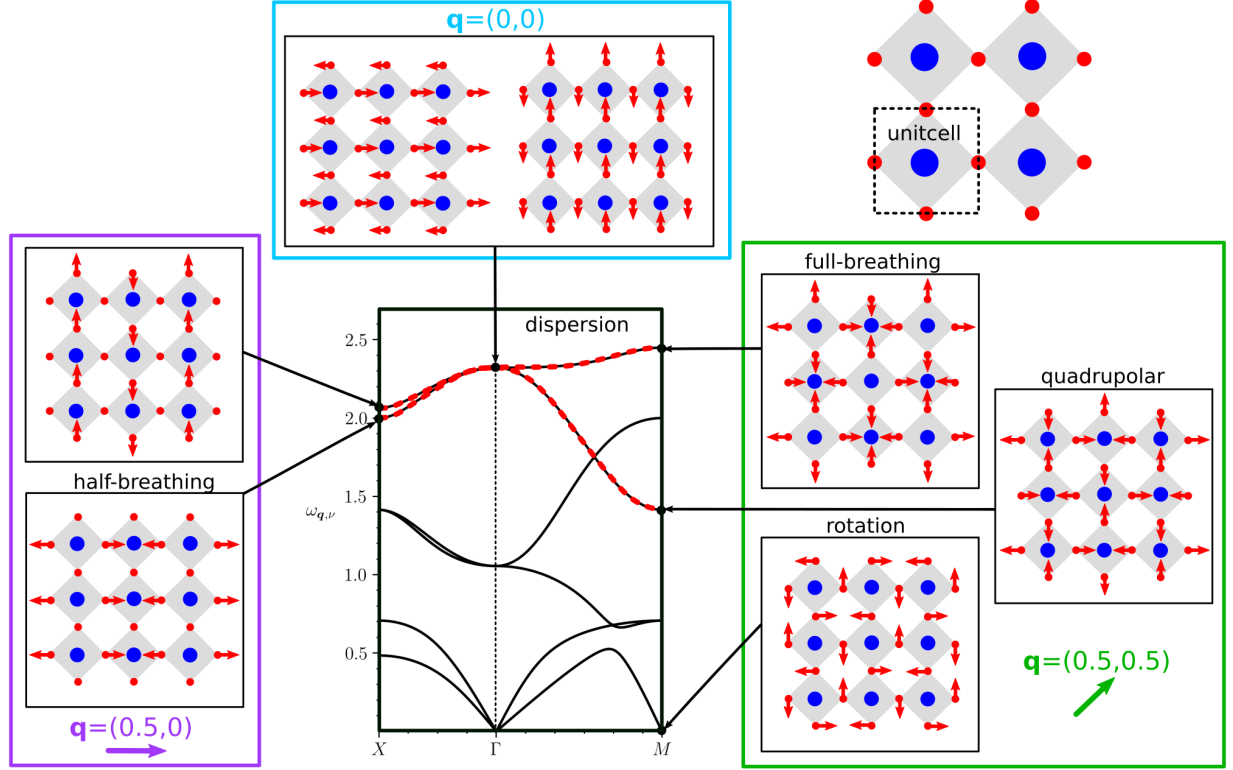 q=(0,0)
unitcell
half-breathing
q=(0.5,0)
dispersion
2.5
2.0
1.5
ω𝒒,ν
1.0
0.5
X
Γ
M
full-breathing
quadrupolar
rotation
q=(0.5,0.5)